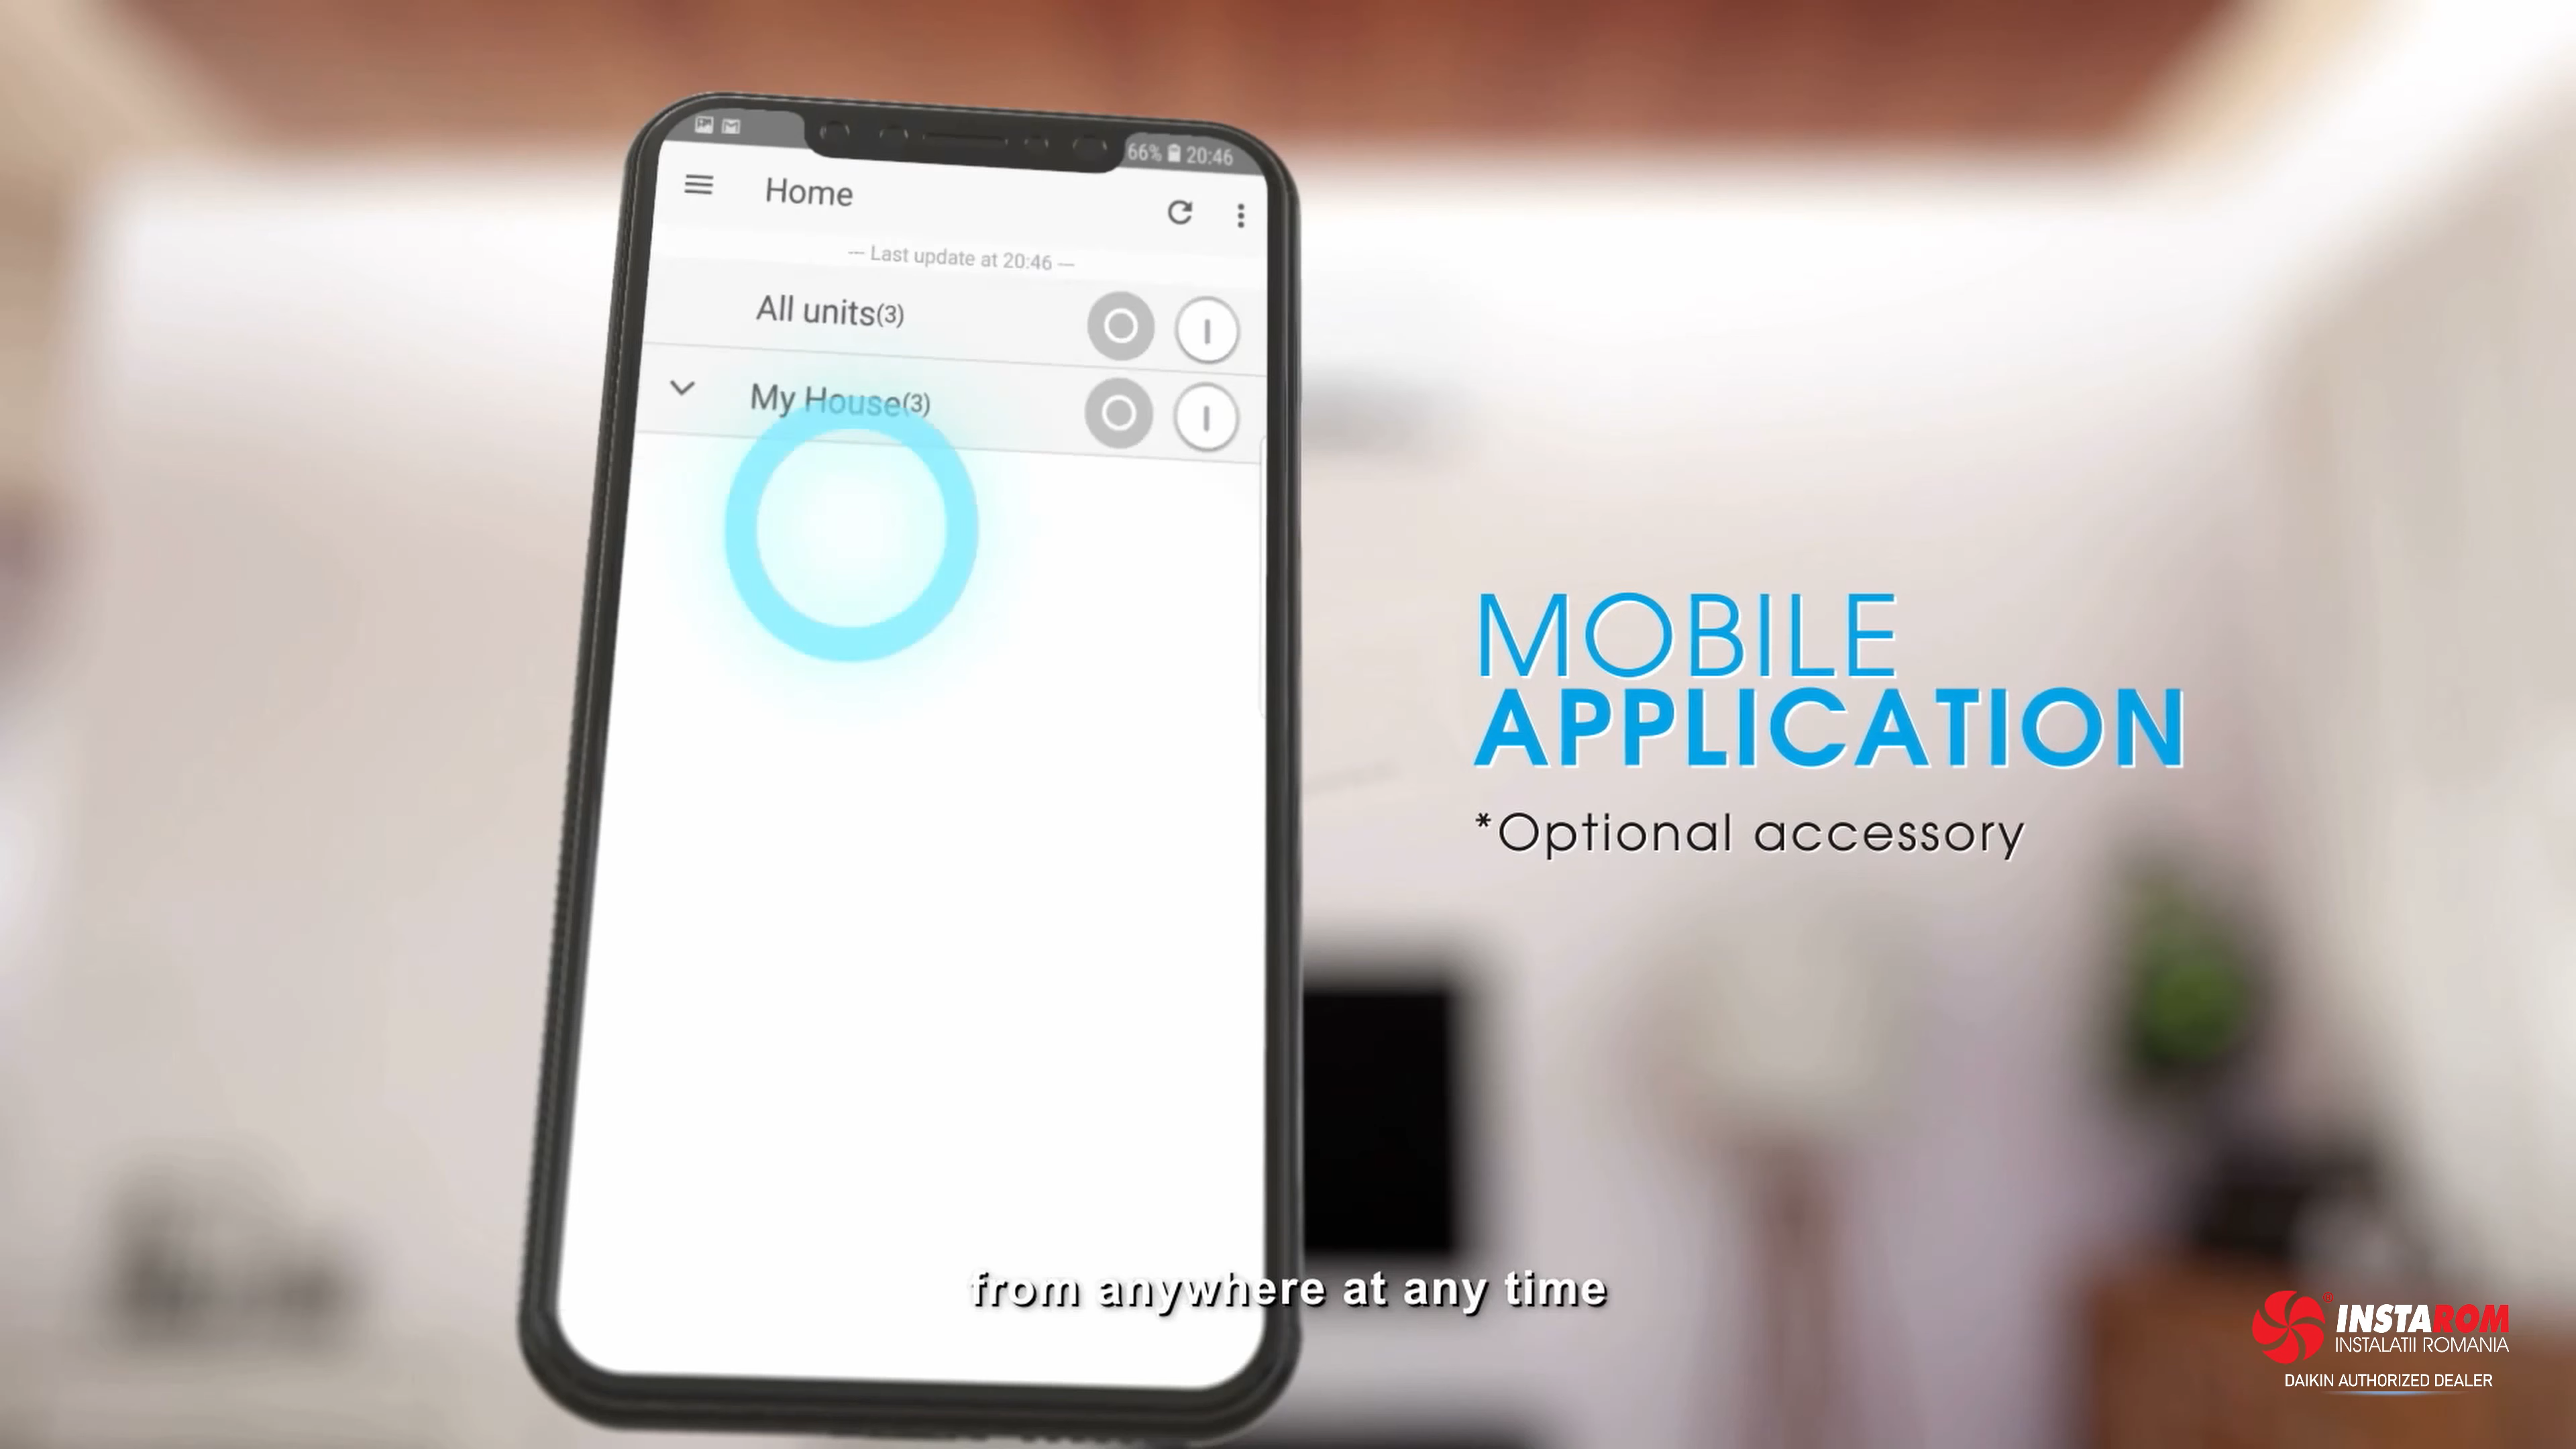 66% 20:46
Home
— Last update at 20:46 —
All units(3)
My House(3)
MOBILE
APPLICATION
*Optional accessory
from anywhere at any time
INSTAROM®
INSTALATII ROMANIA
DAIKIN AUTHORIZED DEALER